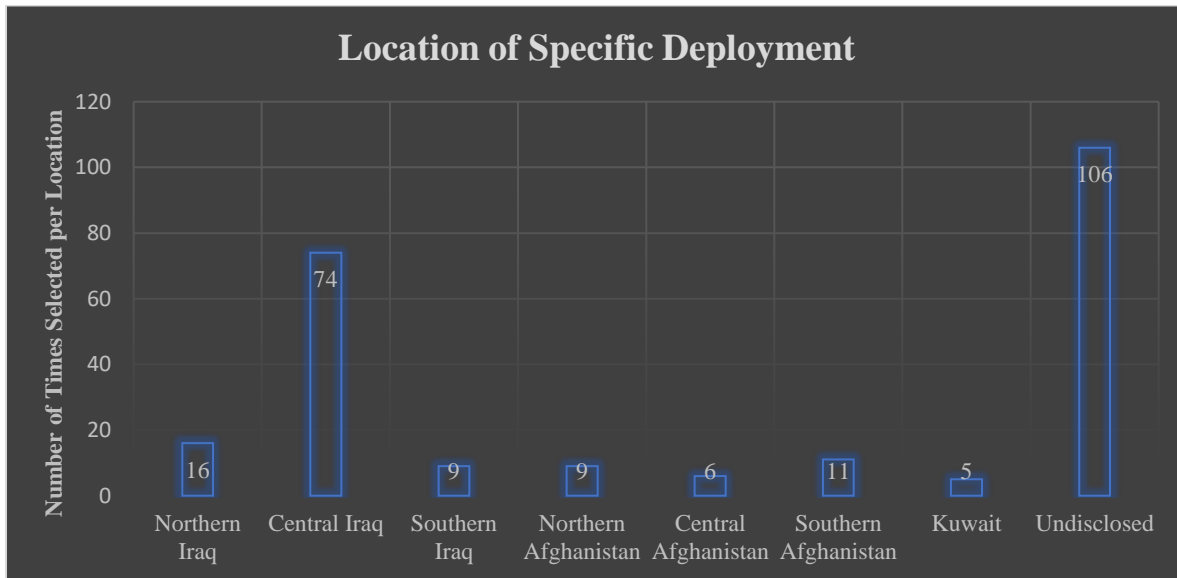 Location of Specific Deployment
Number of Times Selected per Location
120
100
80
60
40
20
0
16
74
9
9
6
11
5
106
Northern
Iraq
Central Iraq
Southern
Iraq
Northern
Afghanistan
Central
Afghanistan
Southern
Afghanistan
Kuwait
Undisclosed